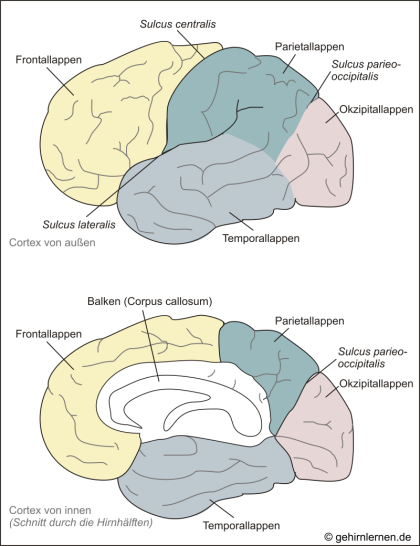 Sulcus centralis
Frontallappen
Parietallappen
Sulcus parieo-
occipitalis
Okzipitallappen
Sulcus lateralis
Temporallappen
Cortex von außen
Balken (Corpus callosum)
Frontallappen
Parietallappen
Sulcus parieo-
occipitalis
Okzipitallappen
Cortex von innen
(Schnitt durch die Hirnhälften)
Temporallappen
© gehirnlernen.de